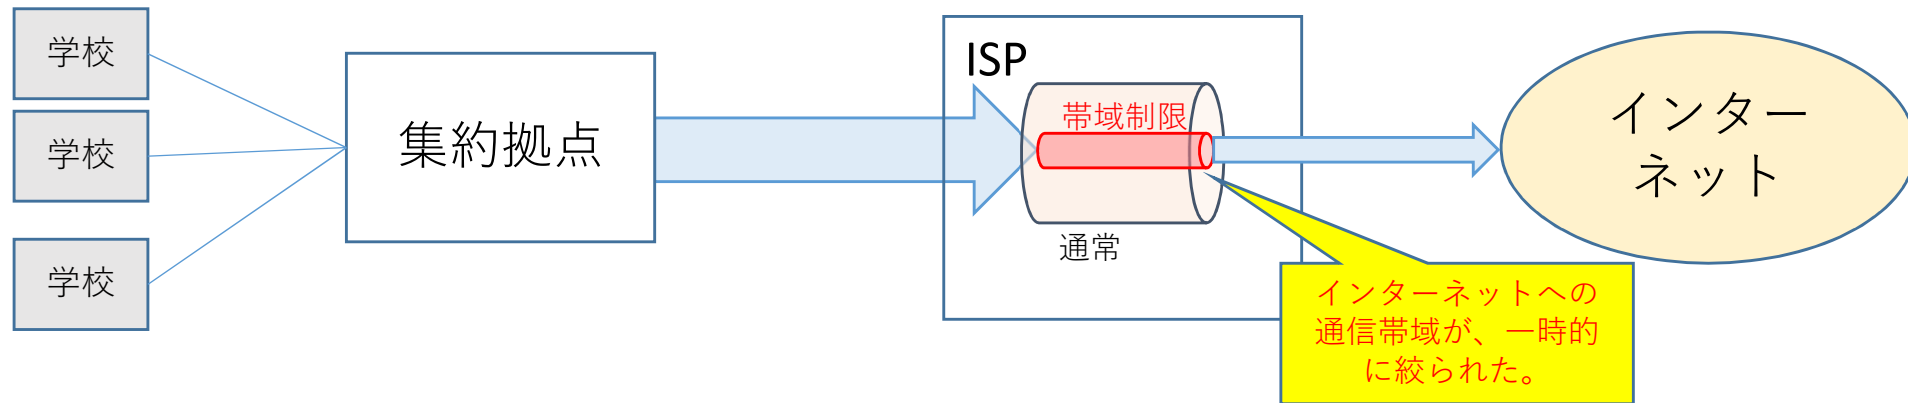 学校
学校
学校
集約拠点
ISP
帯域制限
通常
インターネットへの
通信帯域が、一時的
に絞られた。
インター
ネット